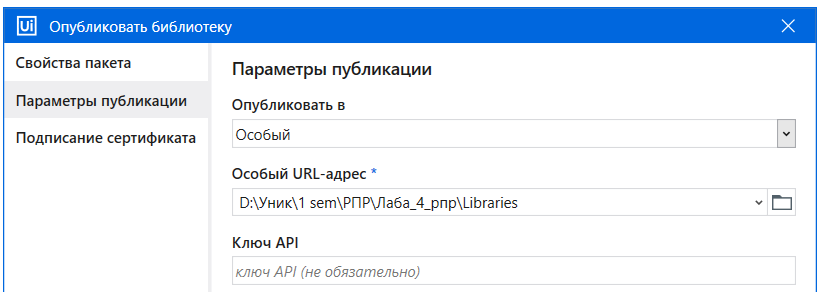 Ui Опубликовать библиотеку
Свойства пакета
Параметры публикации
Подписание сертификата
Параметры публикации
Опубликовать в
Особый
Особый URL-адрес *
D:\Уник\1 sem\РПР\Лаба_4_рпр\Libraries
Ключ API
ключ API (не обязательно)